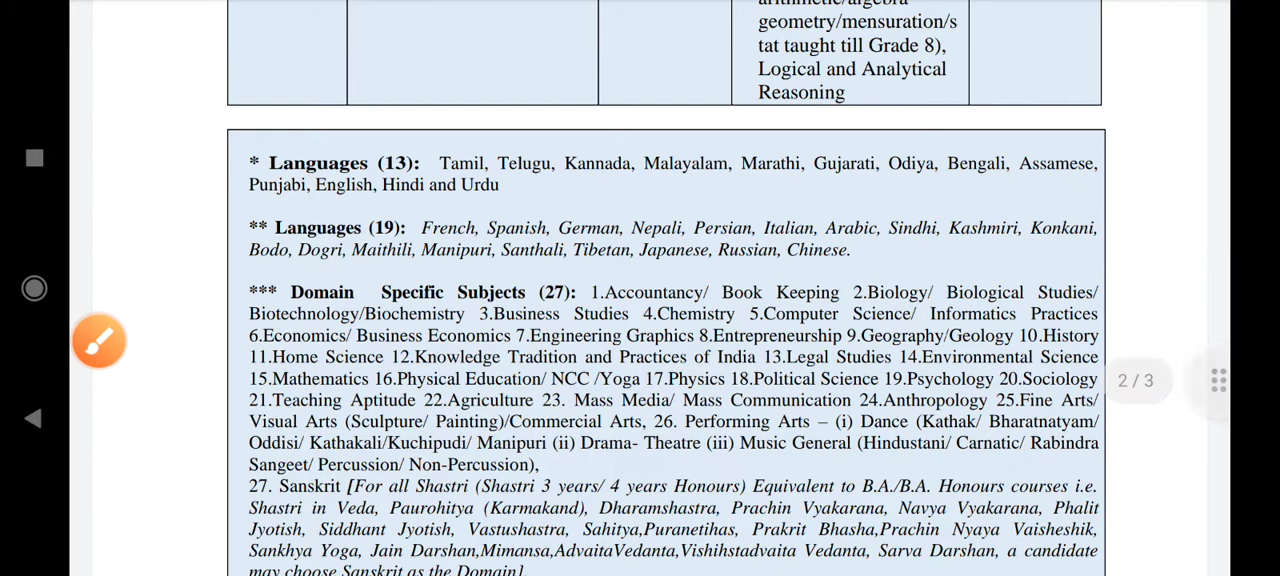 arithmetic/algebra
geometry/mensuration/s
tat taught till Grade 8),
Logical and Analytical
Reasoning
* Languages (13): Tamil, Telugu, Kannada, Malayalam, Marathi, Gujarati, Odiya, Bengali, Assamese,
Punjabi, English, Hindi and Urdu
** Languages (19): French, Spanish, German, Nepali, Persian, Italian, Arabic, Sindhi, Kashmiri, Konkani,
Bodo, Dogri, Maithili, Manipuri, Santhali, Tibetan, Japanese, Russian, Chinese.
*** Domain Specific Subjects (27): 1.Accountancy/ Book Keeping 2.Biology/ Biological Studies/
Biotechnology/Biochemistry 3.Business Studies 4.Chemistry 5.Computer Science/ Informatics Practices
6.Economics/ Business Economics 7.Engineering Graphics 8.Entrepreneurship 9.Geography/Geology 10.History
11.Home Science 12.Knowledge Tradition and Practices of India 13.Legal Studies 14.Environmental Science
15.Mathematics 16.Physical Education/ NCC /Yoga 17.Physics 18.Political Science 19.Psychology 20.Sociology
21.Teaching Aptitude 22.Agriculture 23. Mass Media/ Mass Communication 24.Anthropology 25.Fine Arts/
Visual Arts (Sculpture/ Painting)/Commercial Arts, 26. Performing Arts – (i) Dance (Kathak/ Bharatnatyam/
Oddisi/ Kathakali/Kuchipudi/ Manipuri (ii) Drama- Theatre (iii) Music General (Hindustani/ Carnatic/ Rabindra
Sangeet/ Percussion/ Non-Percussion),
27. Sanskrit [For all Shastri (Shastri 3 years/ 4 years Honours) Equivalent to B.A./B.A. Honours courses i.e.
Shastri in Veda, Paurohitya (Karmakand), Dharamshastra, Prachin Vyakarana, Navya Vyakarana, Phalit
Jyotish, Siddhant Jyotish, Vastushastra, Sahitya,Puranetihas, Prakrit Bhasha,Prachin Nyaya Vaisheshik,
Sankhya Yoga, Jain Darshan,Mimansa,AdvaitaVedanta,Vishihstadvaita Vedanta, Sarva Darshan, a candidate
may choose Sanskrit as the Domain].
2/3